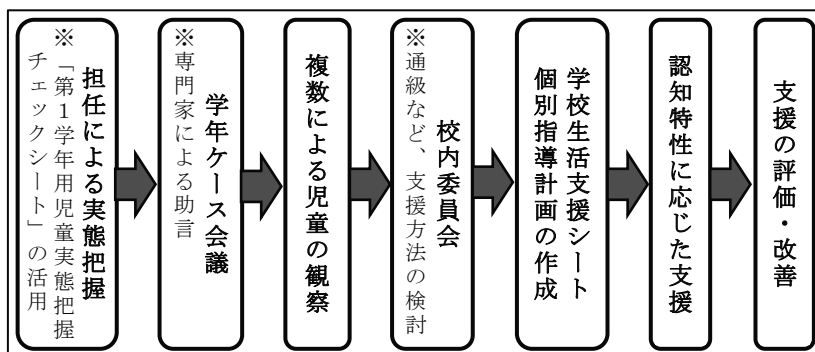 担任による実態把握
※「第1学年用児童実態把握
チェックシート」の活用
学年ケース会議
※専門家による助言
複数による児童の観察
校内委員会
※通級など、支援方法の検討
学校生活支援シート
個別指導計画の作成
認知特性に応じた支援
支援の評価・改善